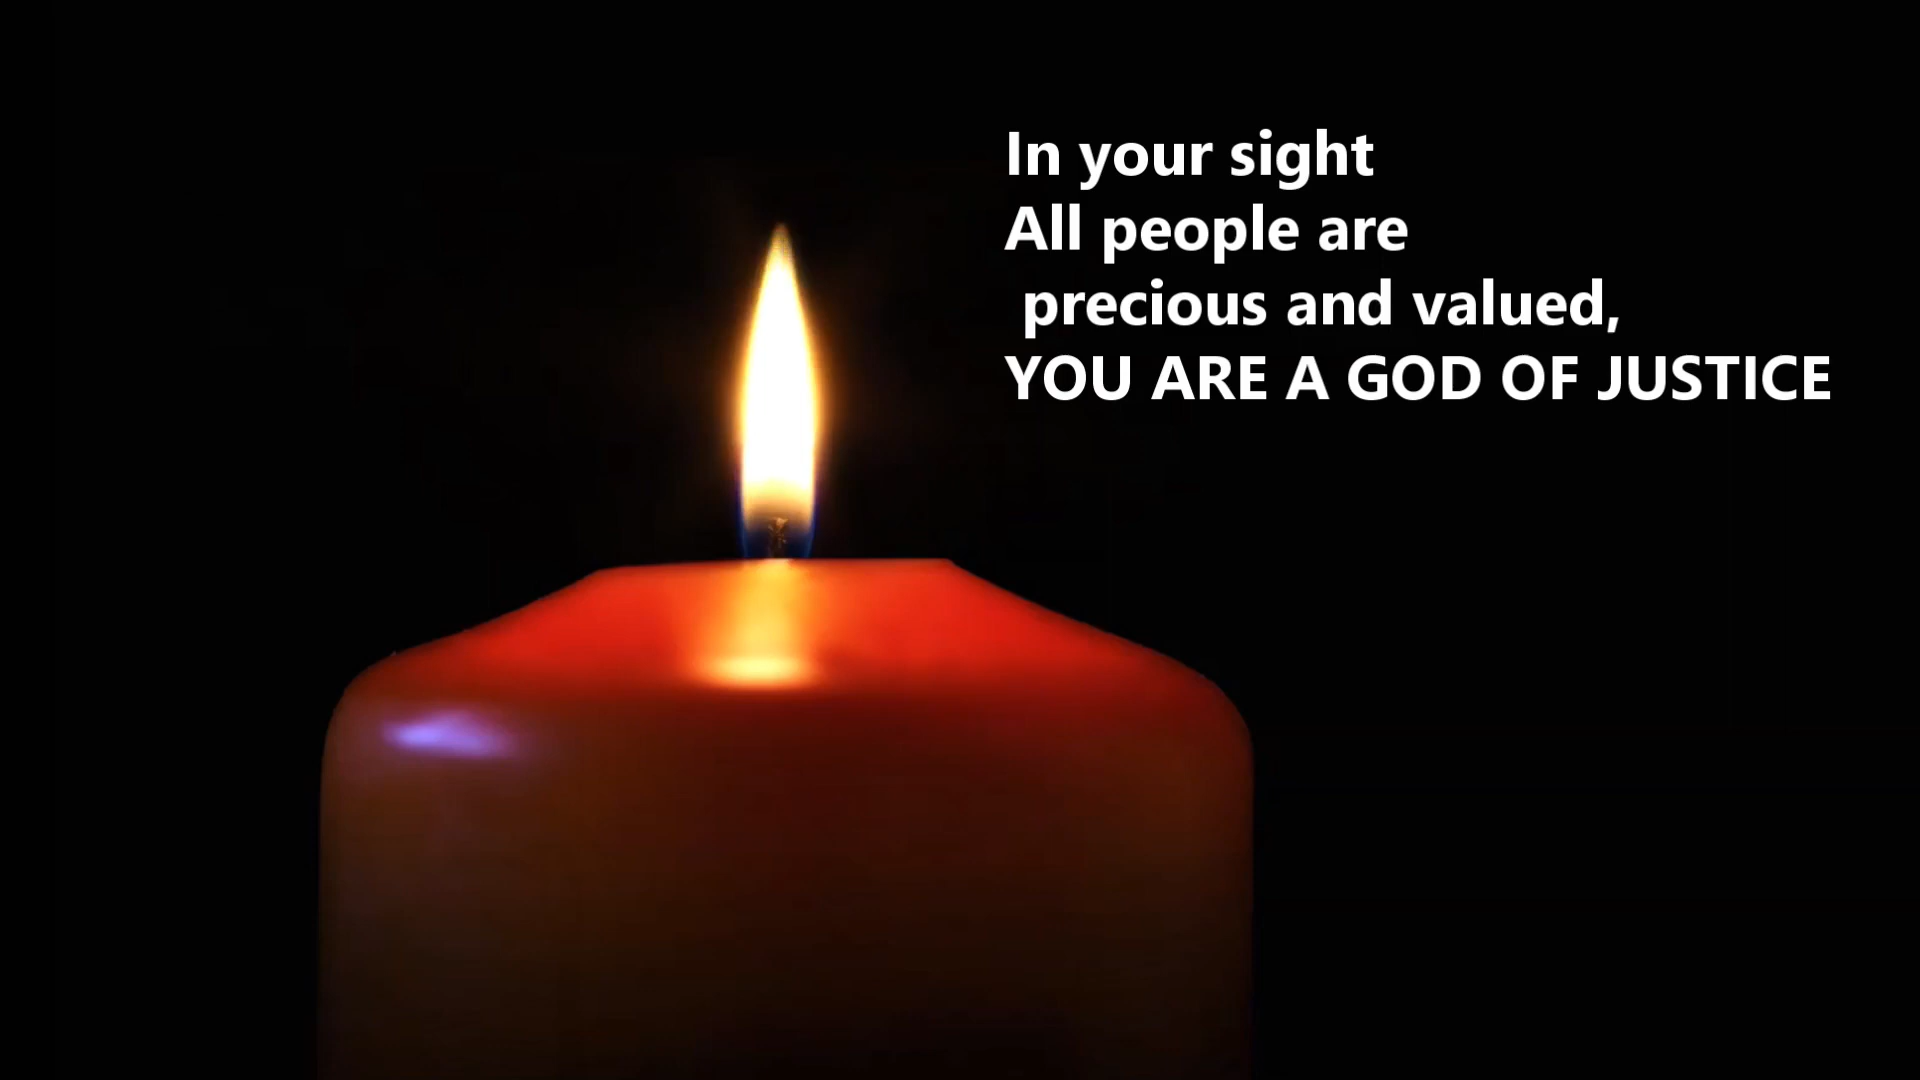 In your sight
All people are
precious and valued,
YOU ARE A GOD OF JUSTICE